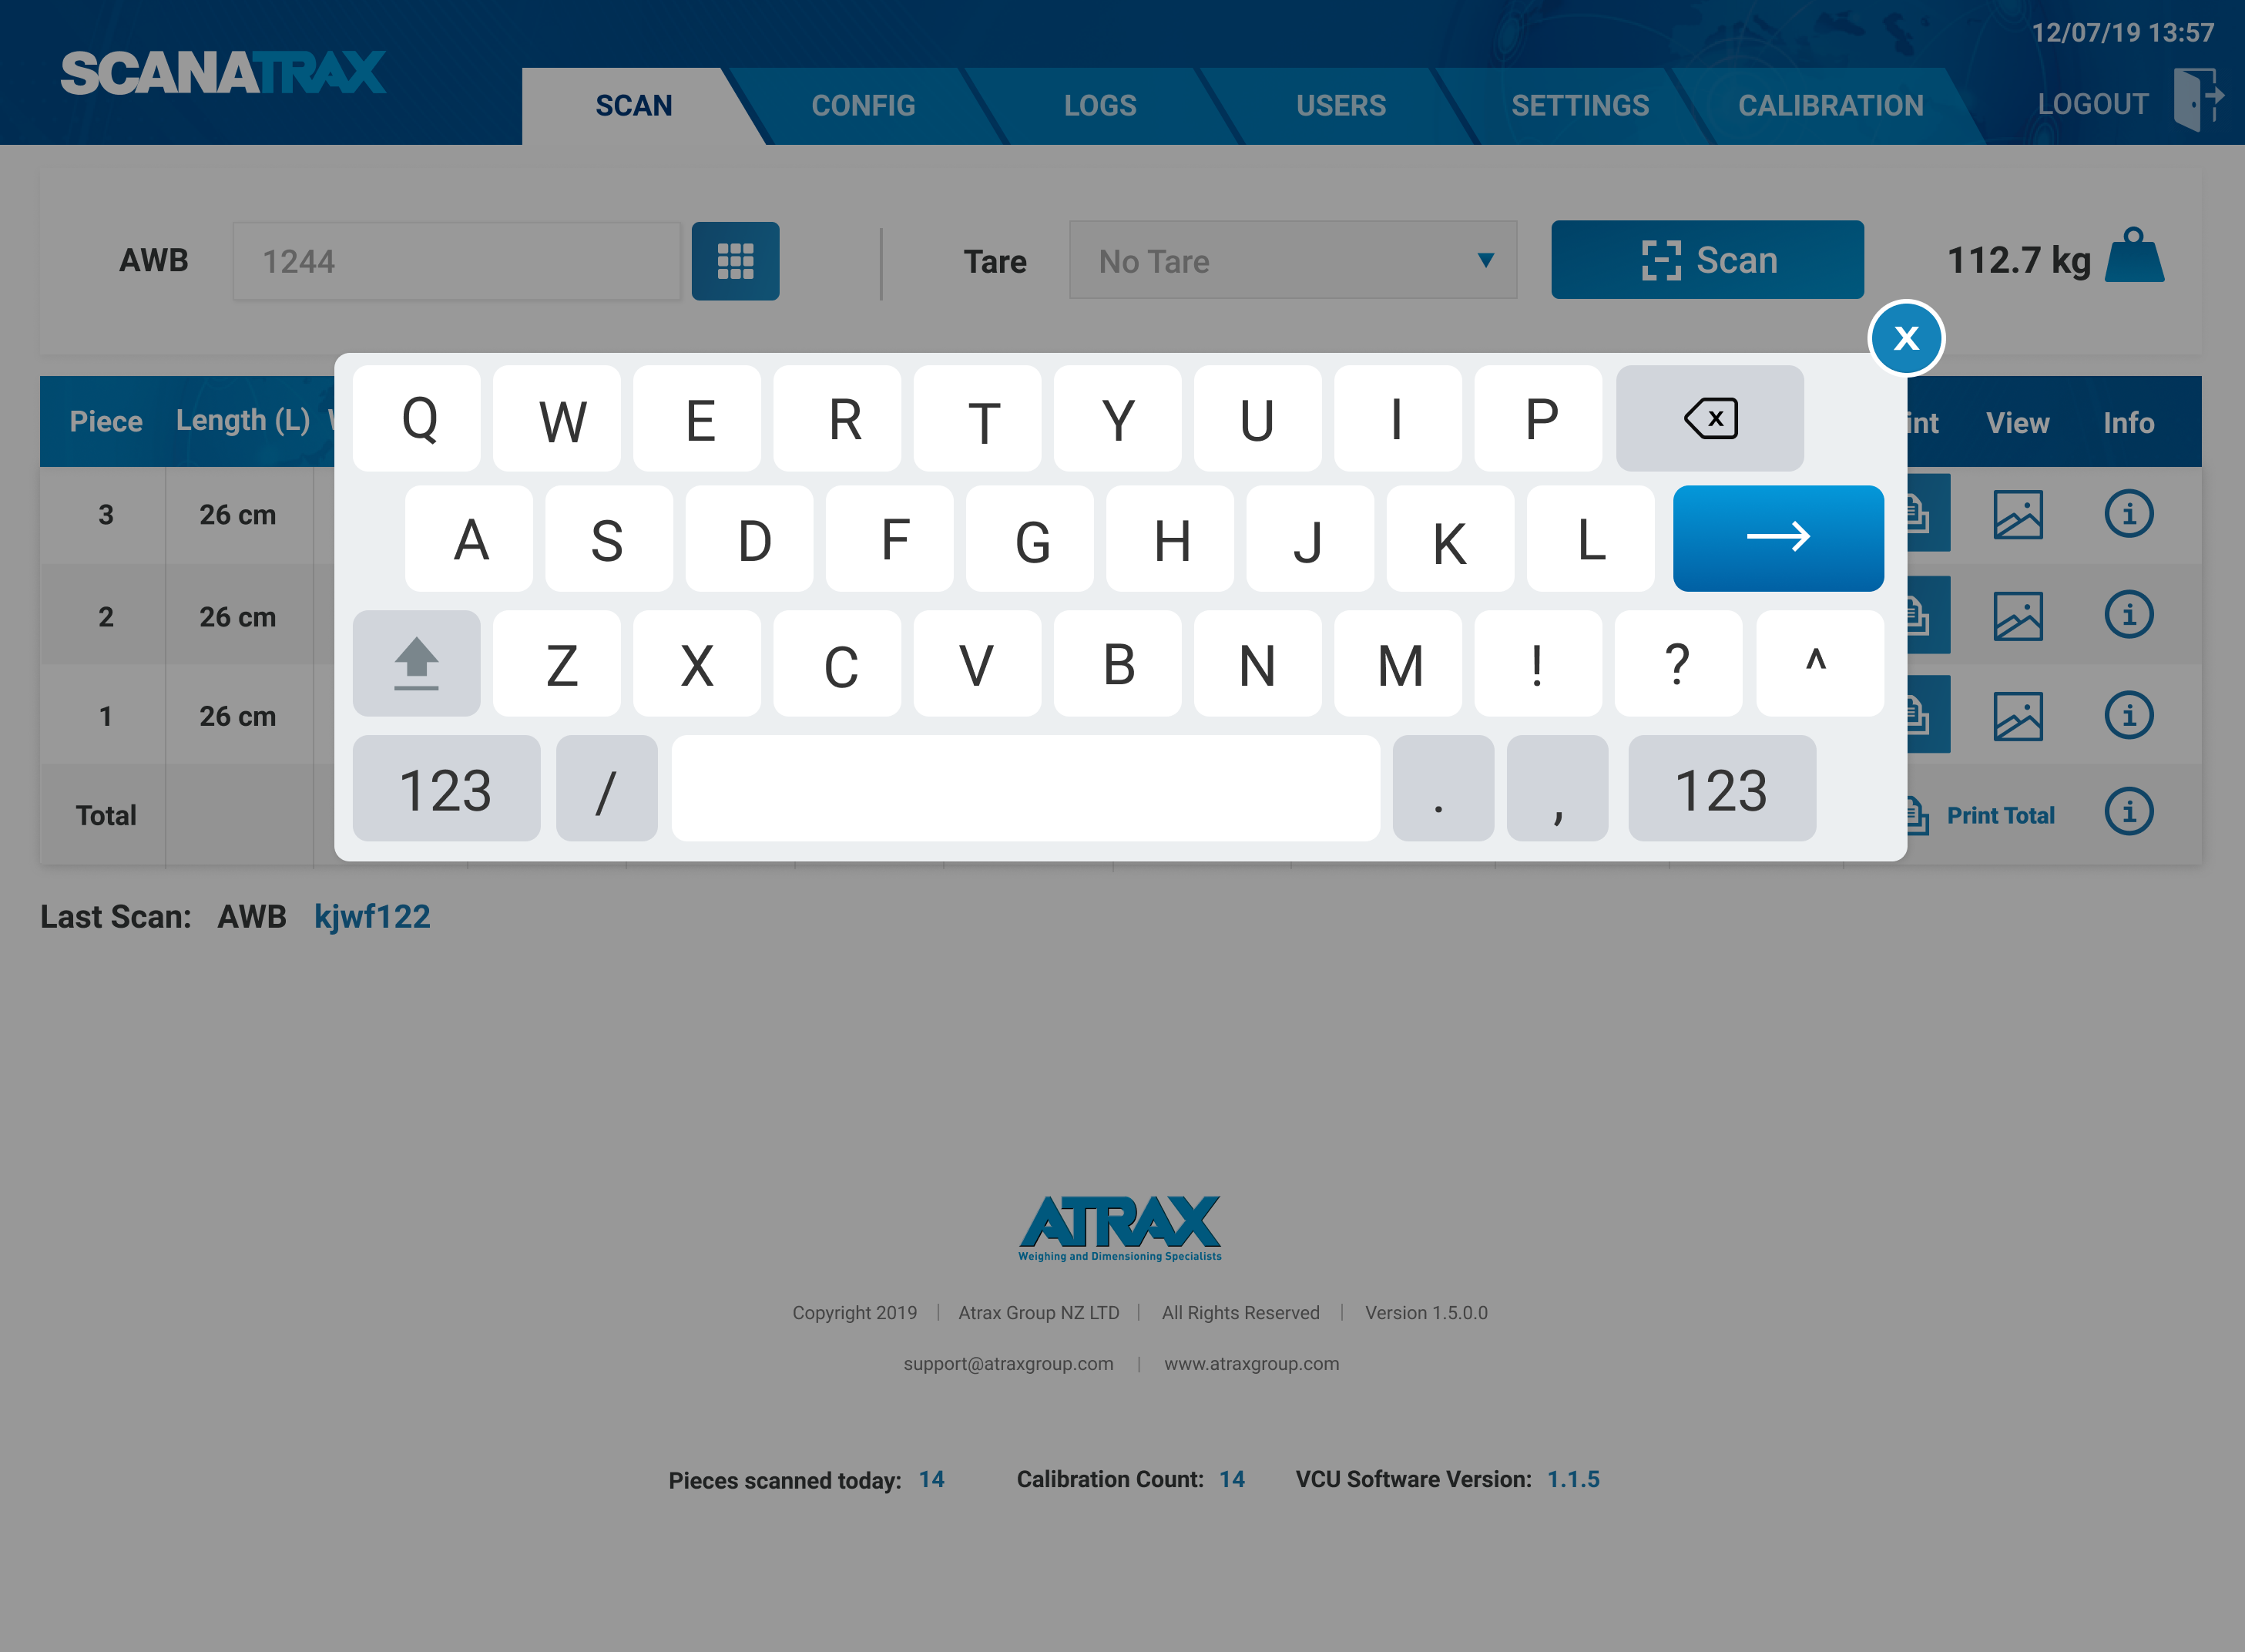 12/07/19 13:57
SCANATRAX
SCAN CONFIG LOGS USERS SETTINGS CALIBRATION LOGOUT
AWB 1244 Tare No Tare Scan 112.7 kg
x
Piece Length (L) View Info
Q W E R T Y U I P x
3 26 cm
A S D F G H J K L
2 26 cm
Z X C V B N M ! ? ^
1 26 cm
123 / . , 123
Total Print Total
Last Scan: AWB kjwf122
ATRAX
Weighing and Dimensioning Specialists
Copyright 2019 | Atrax Group NZ LTD | All Rights Reserved | Version 1.5.0.0
support@atraxgroup.com | www.atraxgroup.com
Pieces scanned today: 14 Calibration Count: 14 VCU Software Version: 1.1.5